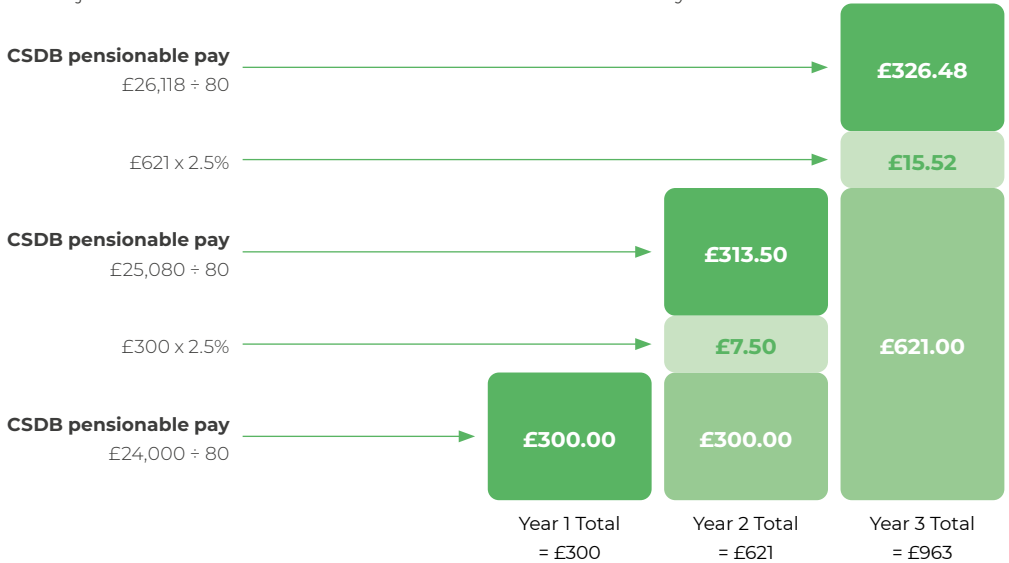 CSDB pensionable pay
£26,118 ÷ 80
£326.48
£621 x 2.5%
£15.52
CSDB pensionable pay
£25,080 ÷ 80
£313.50
£300 x 2.5%
£7.50
£621.00
CSDB pensionable pay
£24,000 ÷ 80
£300.00
£300.00
Year 1 Total
= £300
Year 2 Total
= £621
Year 3 Total
= £963